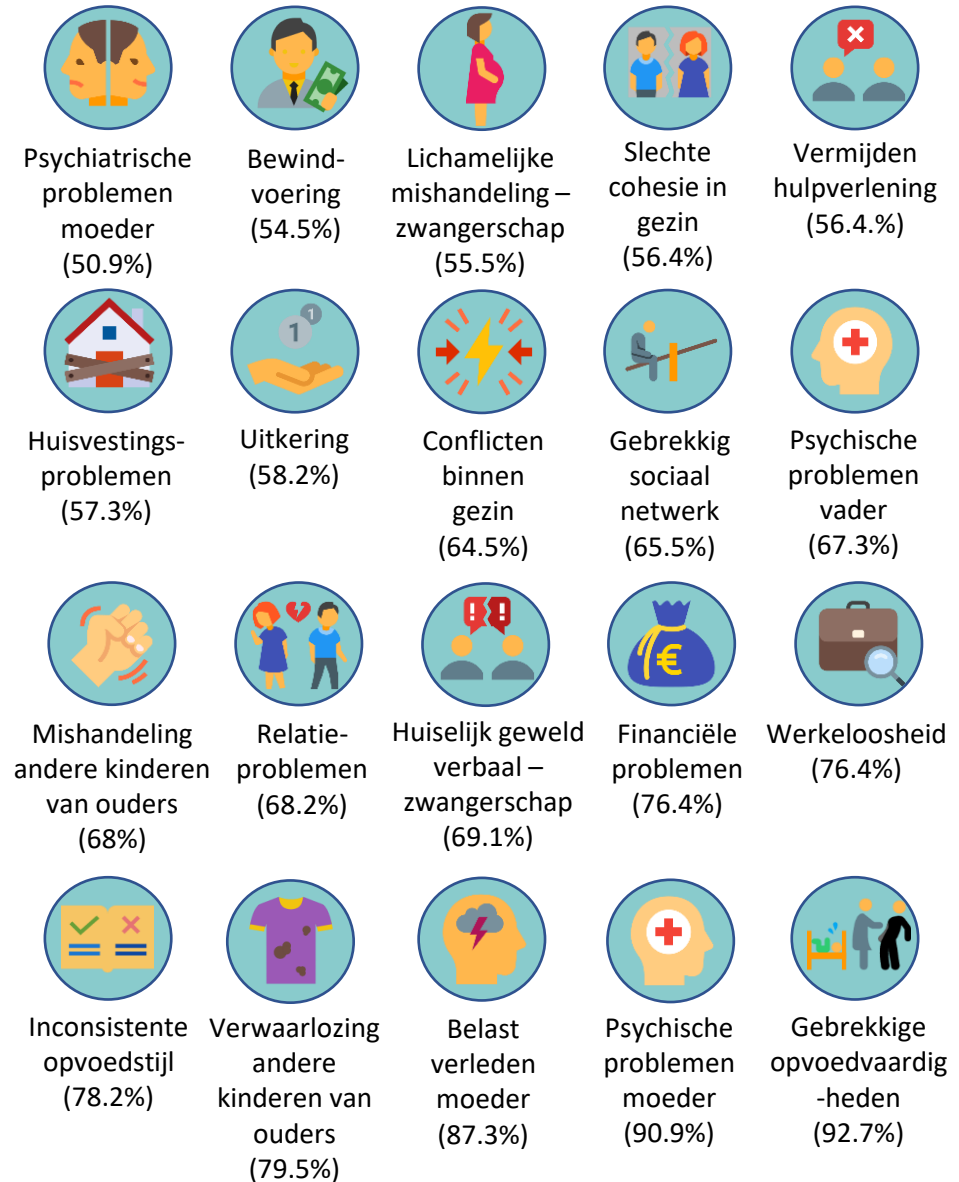 Psychiatrische
problemen
moeder
(50.9%)
Bewind-
voering
(54.5%)
Lichamelijke
mishandeling –
zwangerschap
(55.5%)
Slechte
cohesie in
gezin
(56.4%)
Vermijden
hulpverlening
(56.4.%)
1
1
Huisvestings-
problemen
(57.3%)
Uitkering
(58.2%)
Conflicten
binnen
gezin
(64.5%)
Gebrekkig
sociaal
netwerk
(65.5%)
Psychische
problemen
vader
(67.3%)
! !
€
Mishandeling
andere kinderen
van ouders
(68%)
Relatie-
problemen
(68.2%)
Huiselijk geweld
verbaal –
zwangerschap
(69.1%)
Financiële
problemen
(76.4%)
Werkeloosheid
(76.4%)
Inconsistente
opvoedstijl
(78.2%)
Verwaarlozing
andere
kinderen van
ouders
(79.5%)
Belast
verleden
moeder
(87.3%)
Psychische
problemen
moeder
(90.9%)
Gebrekkige
opvoedvaardig
-heden
(92.7%)